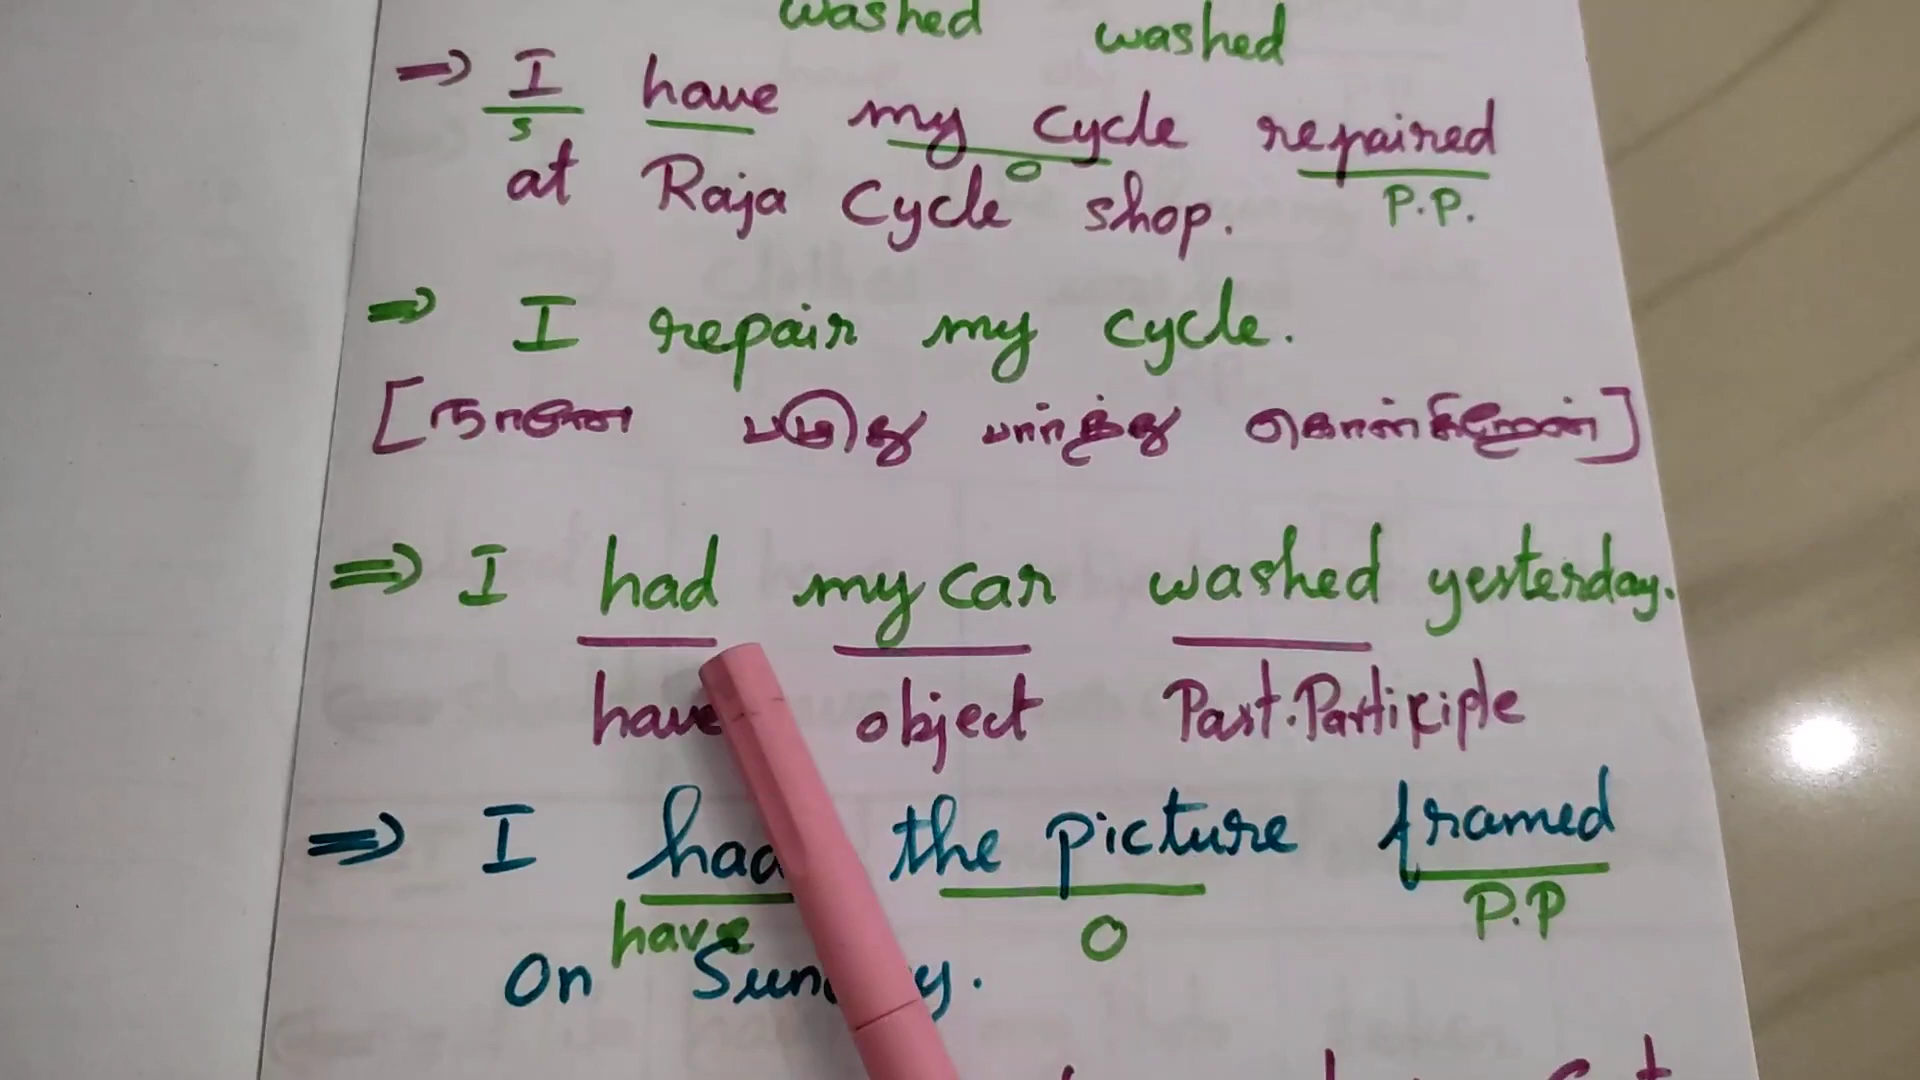 washed washed
⇒ I have my cycle repaired
s o P.P.
at Raja Cycle shop.
⇒ I repair my cycle.
[நானே பழுது பார்த்து கொள்கிறேன்]
⇒ I had my car washed yesterday.
have object Past.Participle
⇒ I had the picture framed
have O P.P
On Sun y.